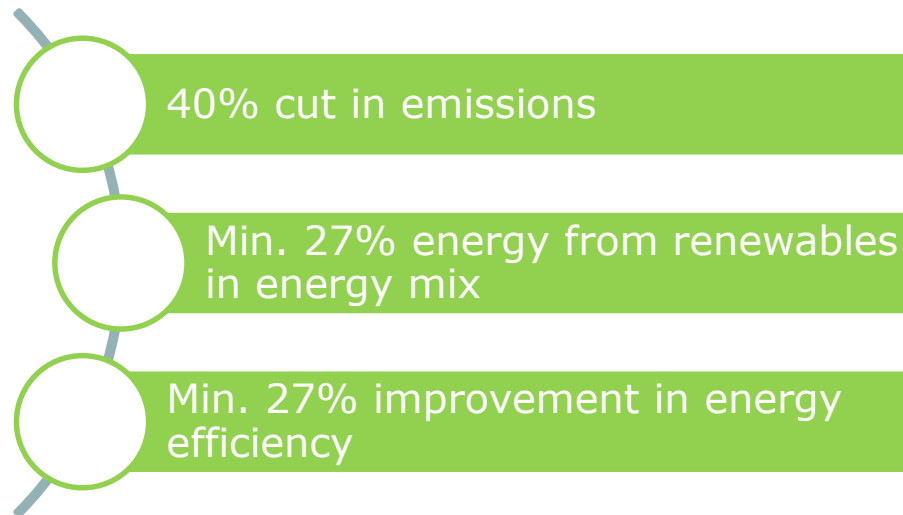 40% cut in emissions
Min. 27% energy from renewables
in energy mix
Min. 27% improvement in energy
efficiency